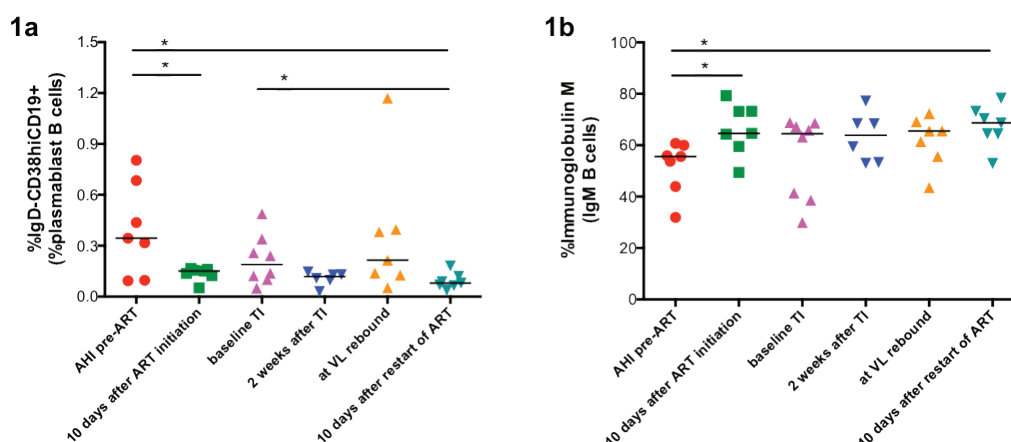 1a
%IgD-CD38hiCD19+
(%plasmablast B cells)
1.5
1.2
0.9
0.6
0.3
0.0
*
*
*
AHI pre-ART
10 days after ART initiation
baseline TI
2 weeks after TI
at VL rebound
10 days after restart of ART
1b
%Immunoglobulin M
(IgM B cells)
100
80
60
40
20
0
*
*
AHI pre-ART
10 days after ART initiation
baseline TI
2 weeks after TI
at VL rebound
10 days after restart of ART